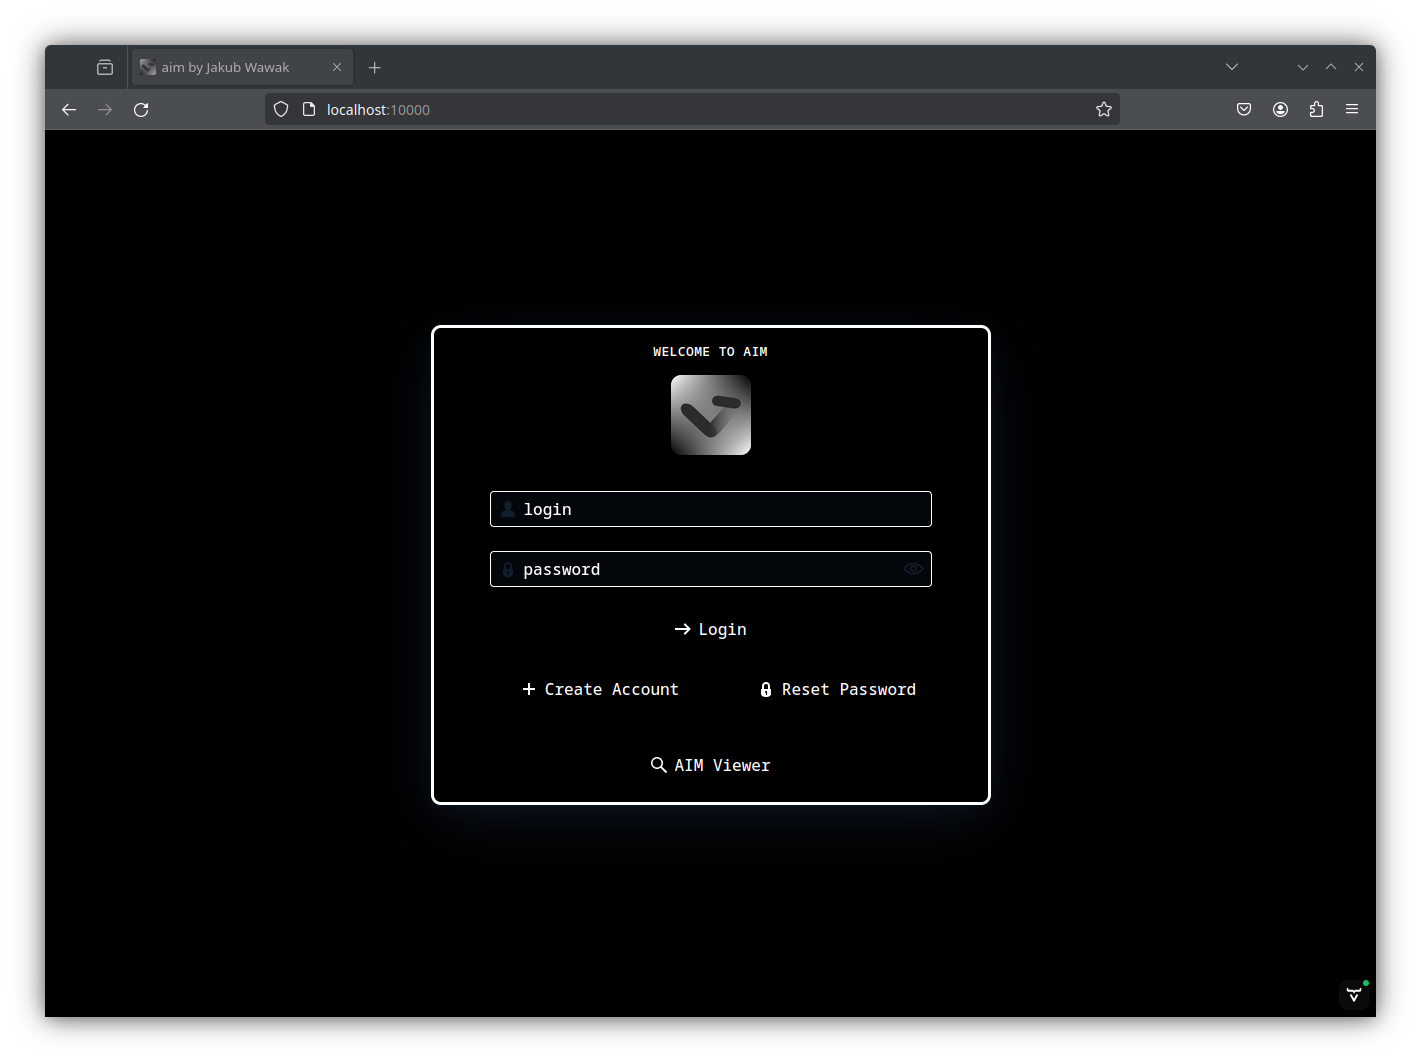 aim by Jakub Wawak
localhost:10000
WELCOME TO AIM
login
password
Login
Create Account
Reset Password
AIM Viewer